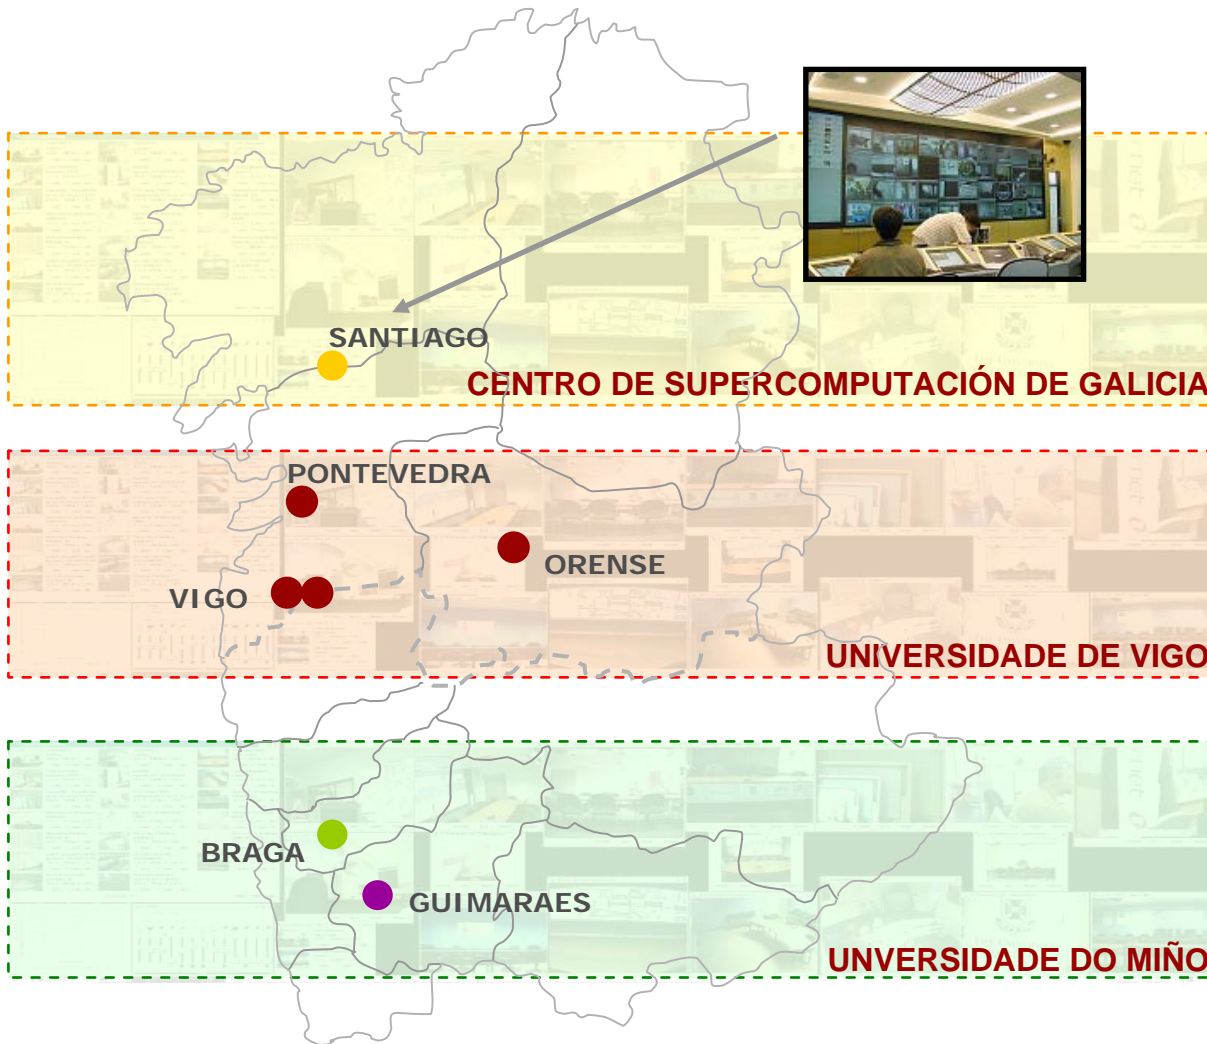 SANTIAGO
CENTRO DE SUPERCOMPUTACIÓN DE GALICIA
PONTEVEDRA
ORENSE
VIGO
UNIVERSIDADE DE VIGO
BRAGA
GUIMARAES
UNVERSIDADE DO MIÑO